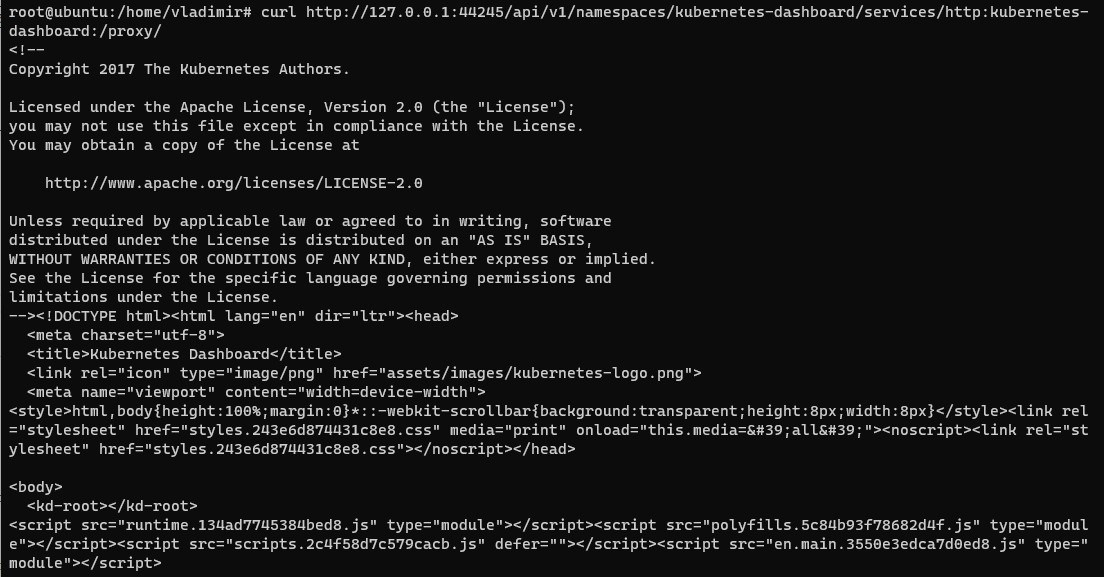 root@ubuntu:/home/vladimir# curl http://127.0.0.1:44245/api/v1/namespaces/kubernetes-dashboard/services/http:kubernetes-
dashboard:/proxy/
<!--
Copyright 2017 The Kubernetes Authors.

Licensed under the Apache License, Version 2.0 (the "License");
you may not use this file except in compliance with the License.
You may obtain a copy of the License at

    http://www.apache.org/licenses/LICENSE-2.0

Unless required by applicable law or agreed to in writing, software
distributed under the License is distributed on an "AS IS" BASIS,
WITHOUT WARRANTIES OR CONDITIONS OF ANY KIND, either express or implied.
See the License for the specific language governing permissions and
limitations under the License.
--><!DOCTYPE html><html lang="en" dir="ltr"><head>
  <meta charset="utf-8">
  <title>Kubernetes Dashboard</title>
  <link rel="icon" type="image/png" href="assets/images/kubernetes-logo.png">
  <meta name="viewport" content="width=device-width">
<style>html,body{height:100%;margin:0}*::-webkit-scrollbar{background:transparent;height:8px;width:8px}</style><link rel
="stylesheet" href="styles.243e6d874431c8e8.css" media="print" onload="this.media=&#39;all&#39;"><noscript><link rel="st
ylesheet" href="styles.243e6d874431c8e8.css"></noscript></head>

<body>
  <kd-root></kd-root>
<script src="runtime.134ad7745384bed8.js" type="module"></script><script src="polyfills.5c84b93f78682d4f.js" type="modul
e"></script><script src="scripts.2c4f58d7c579cacb.js" defer=""></script><script src="en.main.3550e3edca7d0ed8.js" type="
module"></script>